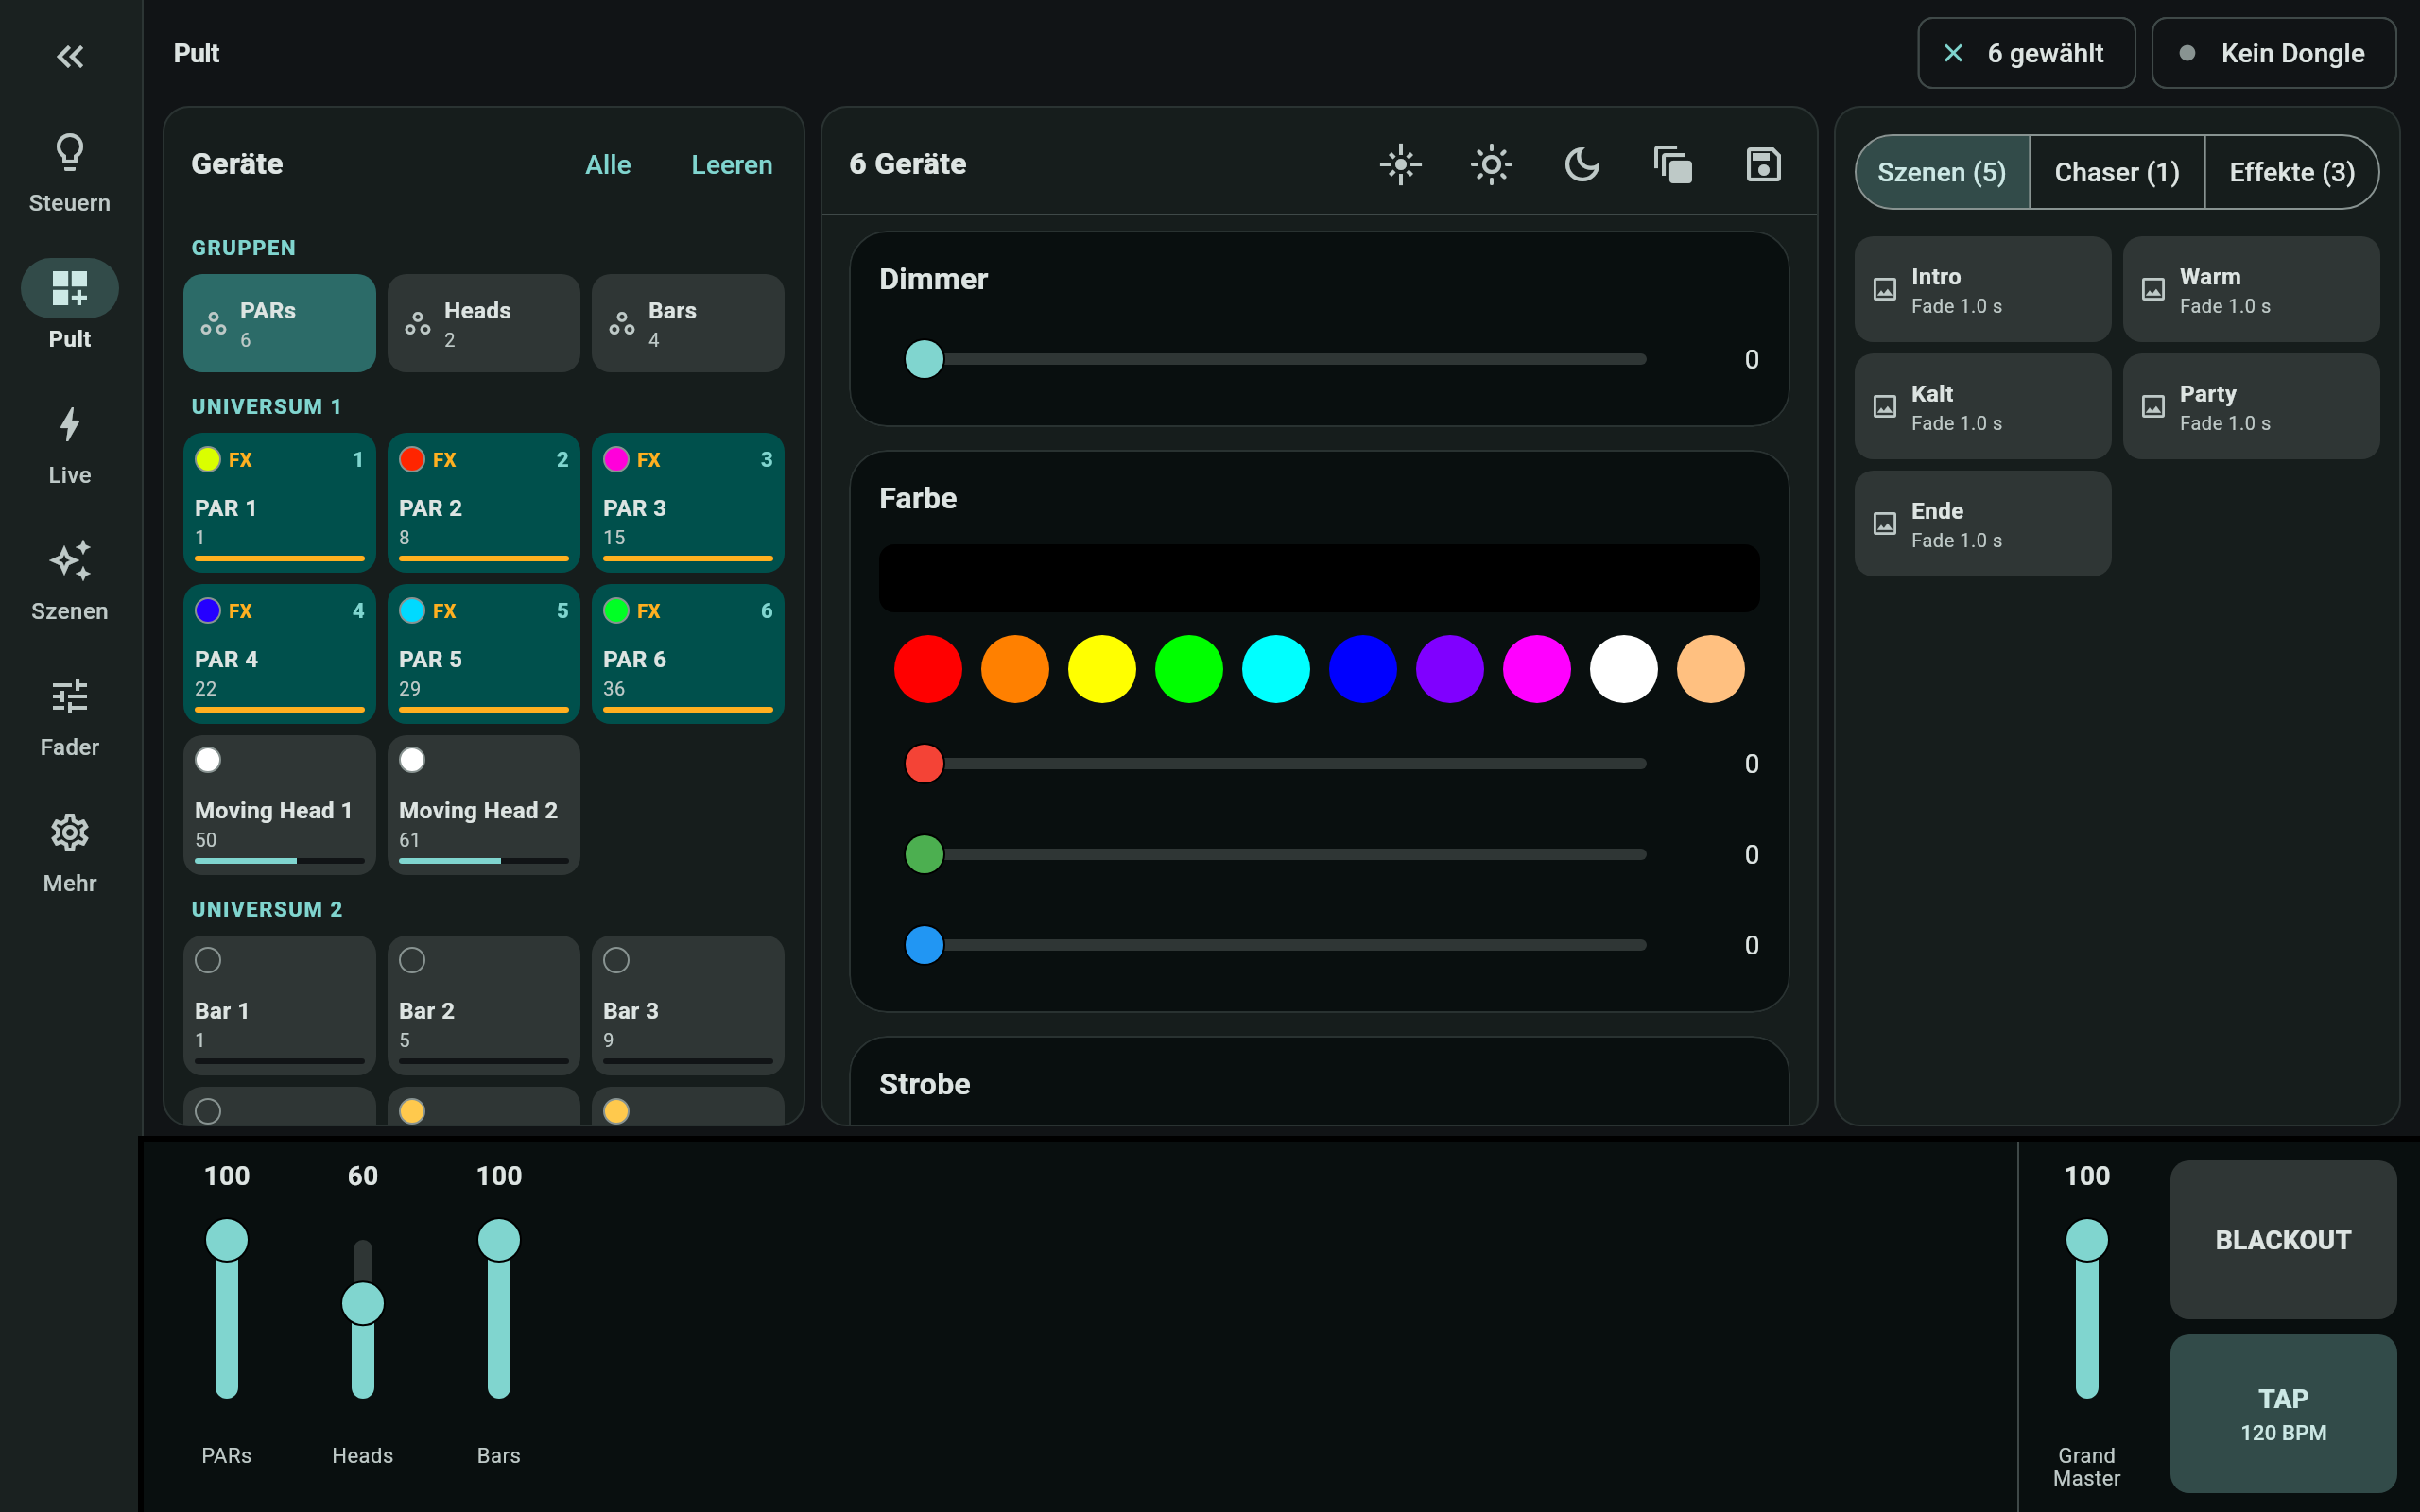 Pult
6 gewählt
Kein Dongle
Steuern
Pult
Live
Szenen
Fader
Mehr
Geräte
Alle
Leeren
GRUPPEN
PARs
6
Heads
2
Bars
4
UNIVERSUM 1
FX 1
PAR 1
1
FX 2
PAR 2
8
FX 3
PAR 3
15
FX 4
PAR 4
22
FX 5
PAR 5
29
FX 6
PAR 6
36
Moving Head 1
50
Moving Head 2
61
UNIVERSUM 2
Bar 1
1
Bar 2
5
Bar 3
9
6 Geräte
Dimmer
0
Farbe
0
0
0
Strobe
Szenen (5)
Chaser (1)
Effekte (3)
Intro
Fade 1.0 s
Warm
Fade 1.0 s
Kalt
Fade 1.0 s
Party
Fade 1.0 s
Ende
Fade 1.0 s
100
PARs
60
Heads
100
Bars
100
Grand
Master
BLACKOUT
TAP
120 BPM